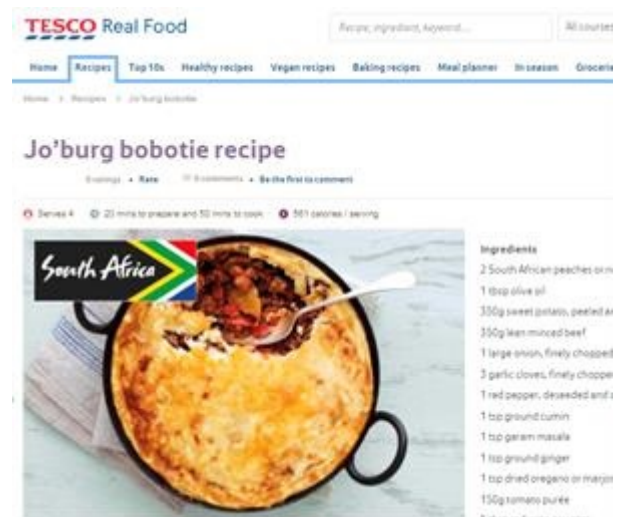 TESCO Real Food
Recipe, ingredient, keyword...
All courses
Home Recipes Top 10s Healthy recipes Vegan recipes Baking recipes Meal planner In season Groceries
Home > Recipes > Jo'burg bobotie
Jo'burg bobotie recipe
0 ratings • Rate 0 comments • Be the first to comment
Serves 4 20 mins to prepare and 50 mins to cook 561 calories / serving
South Africa
Ingredients
2 South African peaches or
1 tbsp olive oil
350g sweet potato, peeled
350g lean minced beef
1 large onion, finely chopped
3 garlic cloves, finely chopped
1 red pepper, deseeded and
1 tsp ground cumin
1 tsp garam masala
1 tsp ground ginger
1 tsp dried oregano or
150g tomato purée